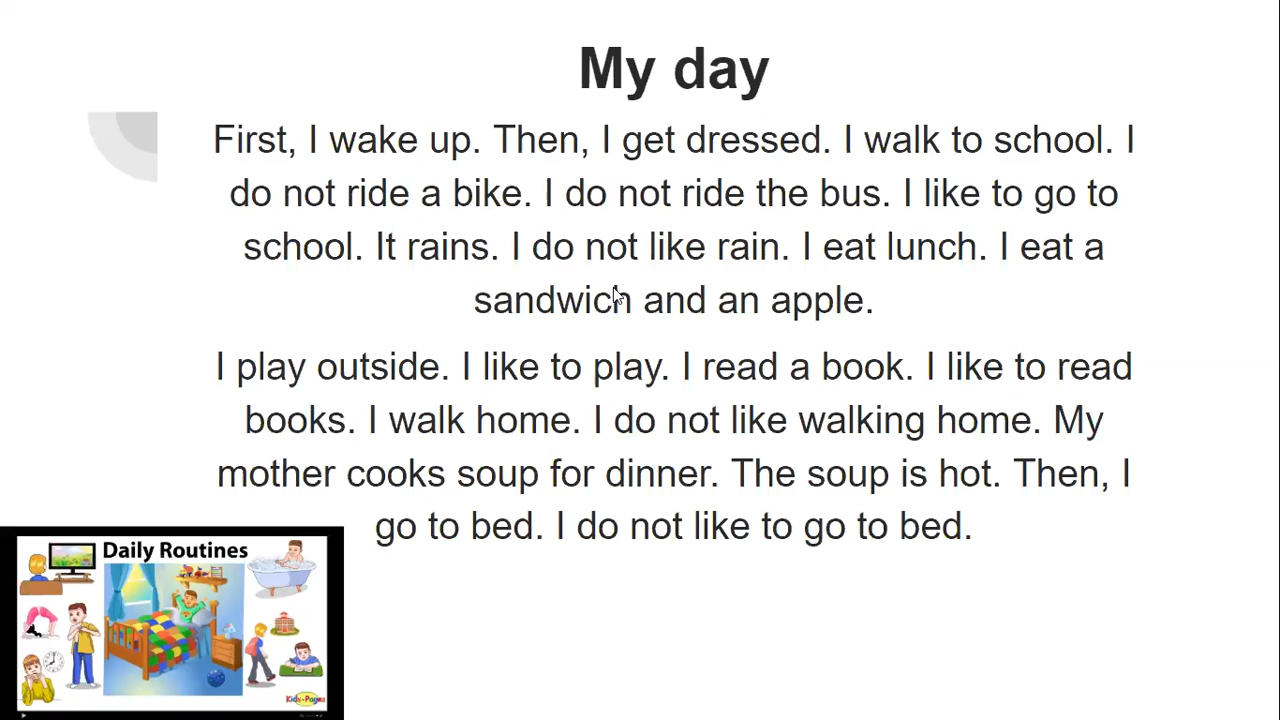 My day
First, I wake up. Then, I get dressed. I walk to school. I
do not ride a bike. I do not ride the bus. I like to go to
school. It rains. I do not like rain. I eat lunch. I eat a
sandwich and an apple.
I play outside. I like to play. I read a book. I like to read
books. I walk home. I do not like walking home. My
mother cooks soup for dinner. The soup is hot. Then, I
go to bed. I do not like to go to bed.
Daily Routines
Kids-Pages